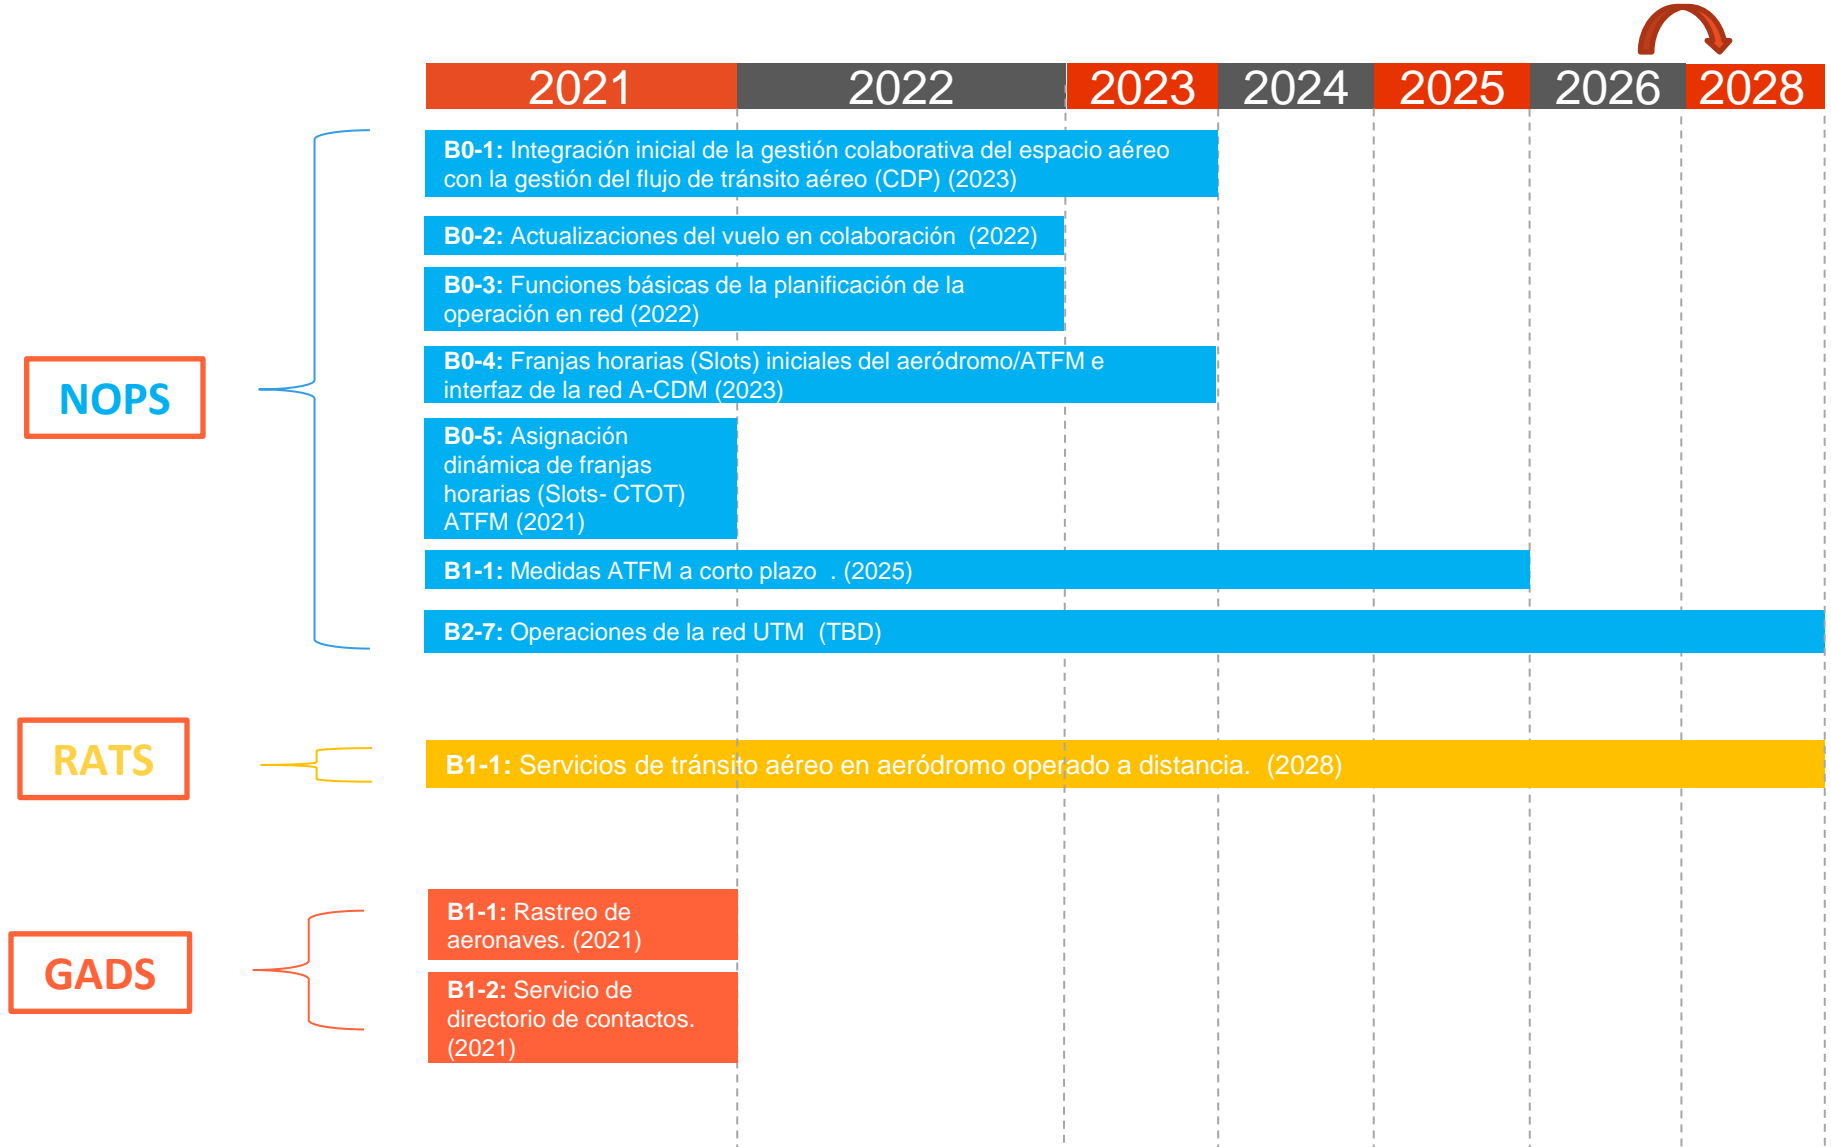 2021 2022 2023 2024 2025 2026 2028
NOPS
B0-1: Integración inicial de la gestión colaborativa del espacio aéreo
con la gestión del flujo de tránsito aéreo (CDP) (2023)
B0-2: Actualizaciones del vuelo en colaboración (2022)
B0-3: Funciones básicas de la planificación de la
operación en red (2022)
B0-4: Franjas horarias (Slots) iniciales del aeródromo/ATFM e
interfaz de la red A-CDM (2023)
B0-5: Asignación
dinámica de franjas
horarias (Slots- CTOT)
ATFM (2021)
B1-1: Medidas ATFM a corto plazo . (2025)
B2-7: Operaciones de la red UTM (TBD)
RATS
B1-1: Servicios de tránsito aéreo en aeródromo operado a distancia. (2028)
GADS
B1-1: Rastreo de
aeronaves. (2021)
B1-2: Servicio de
directorio de contactos.
(2021)